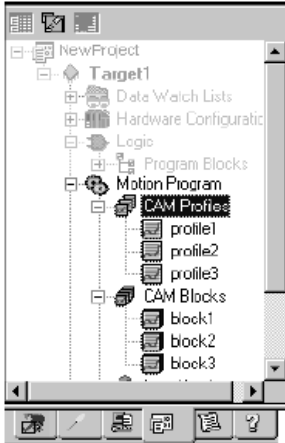 NewProject
Target1
Data Watch Lists
Hardware Configuratic
Logic
Program Blocks
Motion Program
CAM Profiles
profile1
profile2
profile3
CAM Blocks
block1
block2
block3